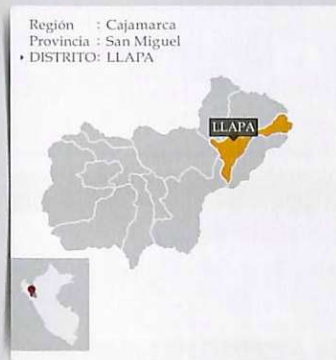 Región : Cajamarca
Provincia : San Miguel
DISTRITO: LLAPA
LLAPA